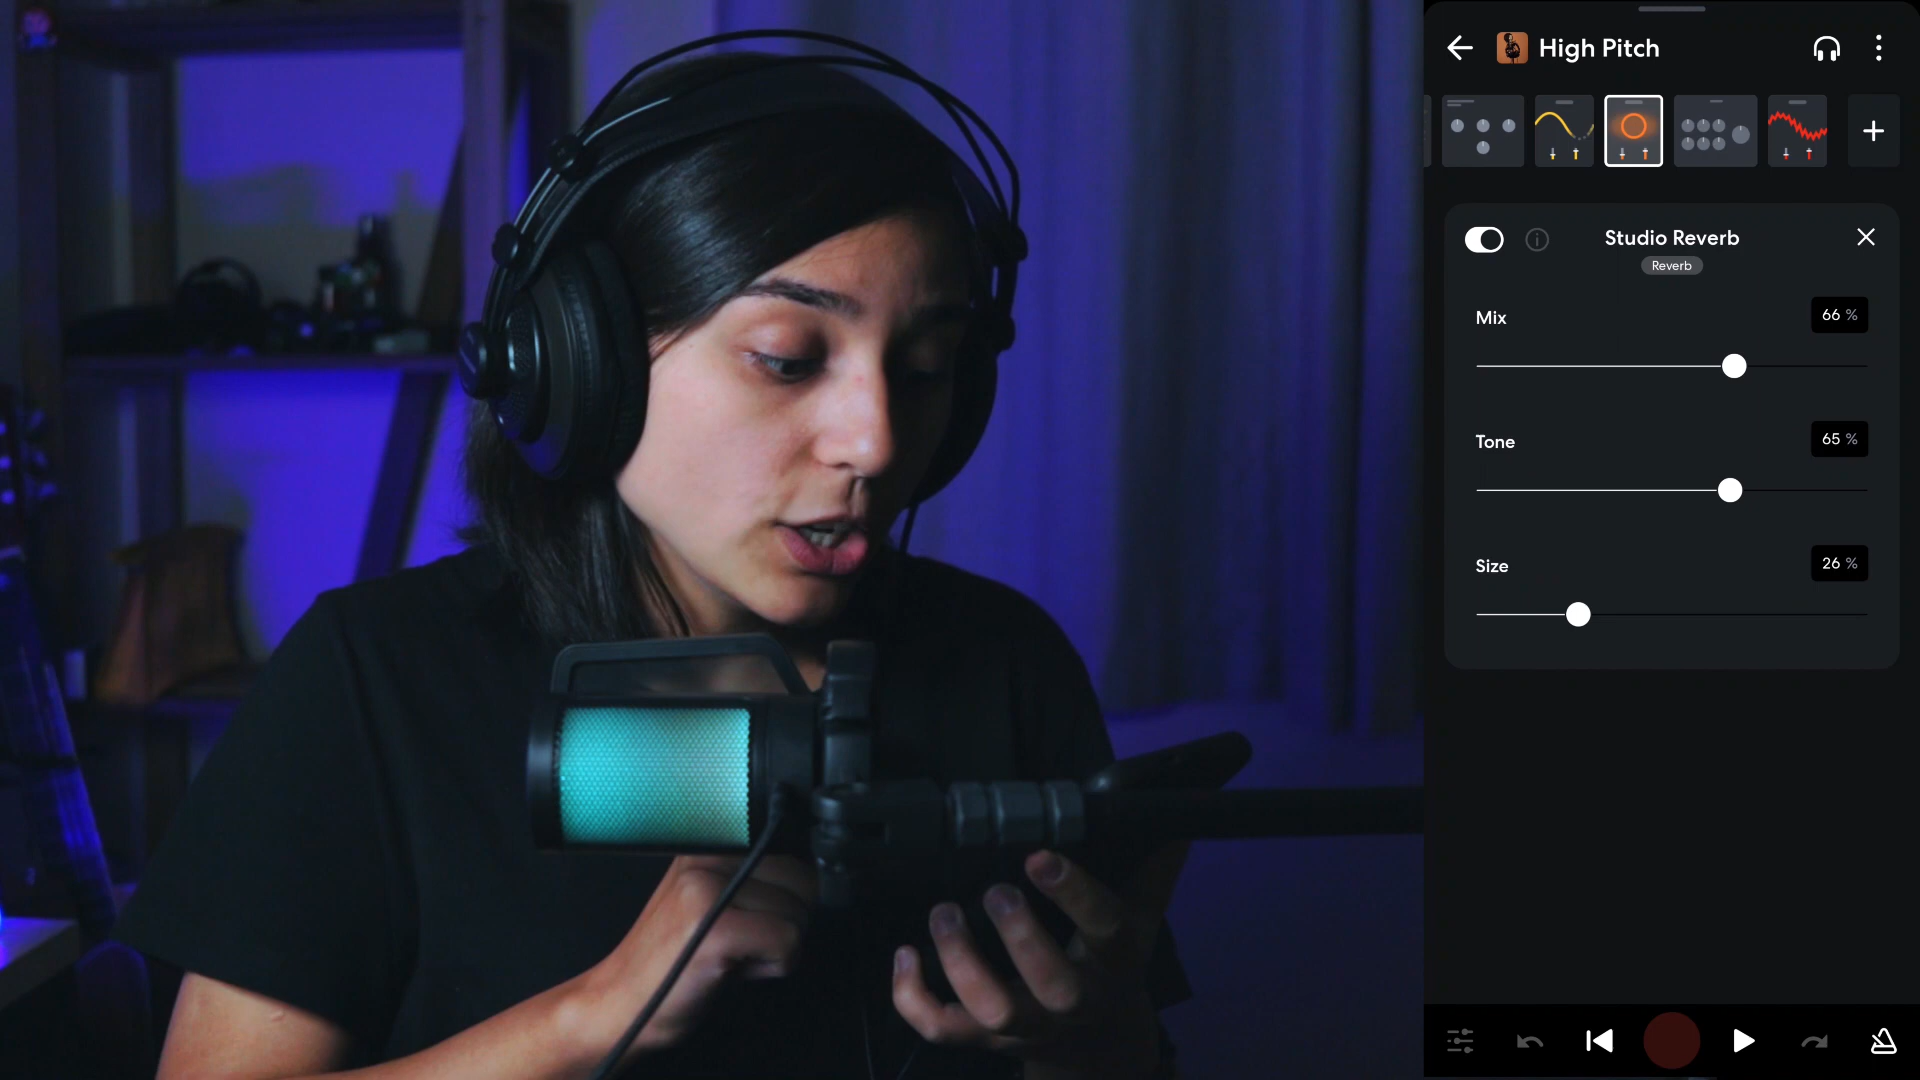 High Pitch
Studio Reverb
Reverb
Mix
66 %
Tone
65 %
Size
26 %